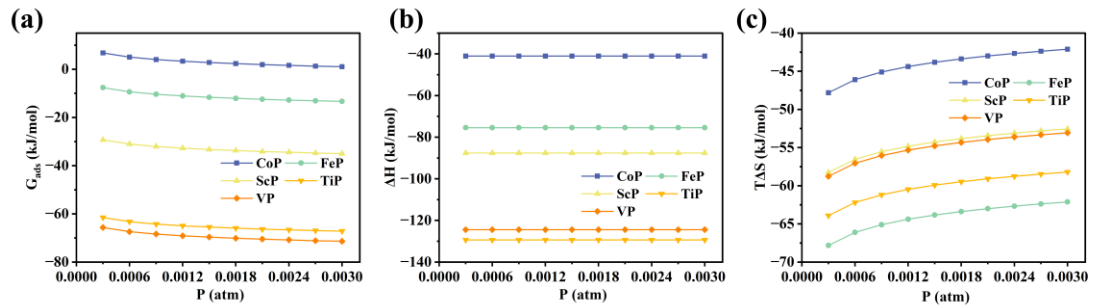 (a)
G_ads (kJ/mol)
0
−20
−40
−60
−80
CoP FeP
ScP TiP
VP
0.0000 0.0006 0.0012 0.0018 0.0024 0.0030
P (atm)
(b)
ΔH (kJ/mol)
−40
−60
−80
−100
−120
−140
CoP FeP
ScP TiP
VP
0.0000 0.0006 0.0012 0.0018 0.0024 0.0030
P (atm)
(c)
TΔS (kJ/mol)
−40
−45
−50
−55
−60
−65
−70
CoP FeP
ScP TiP
VP
0.0000 0.0006 0.0012 0.0018 0.0024 0.0030
P (atm)